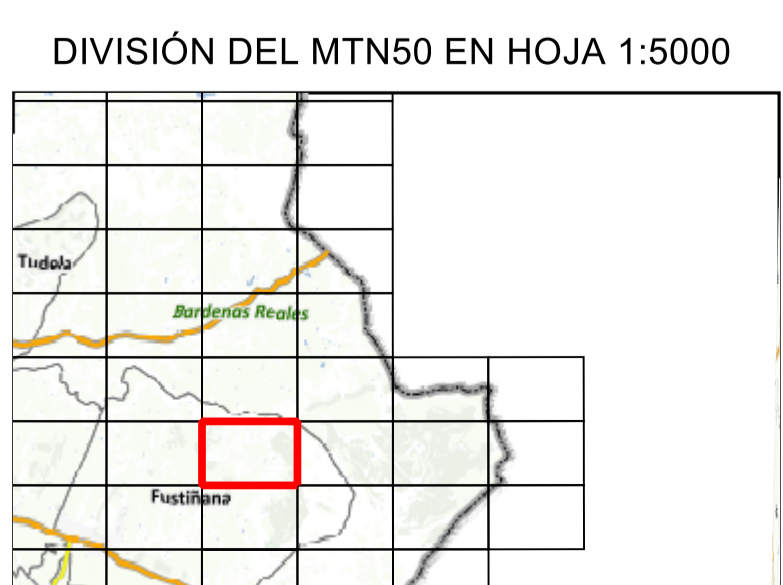 DIVISIÓN DEL MTN50 EN HOJA 1:5000
Tudela
Bardenas Reales
Fustiñana